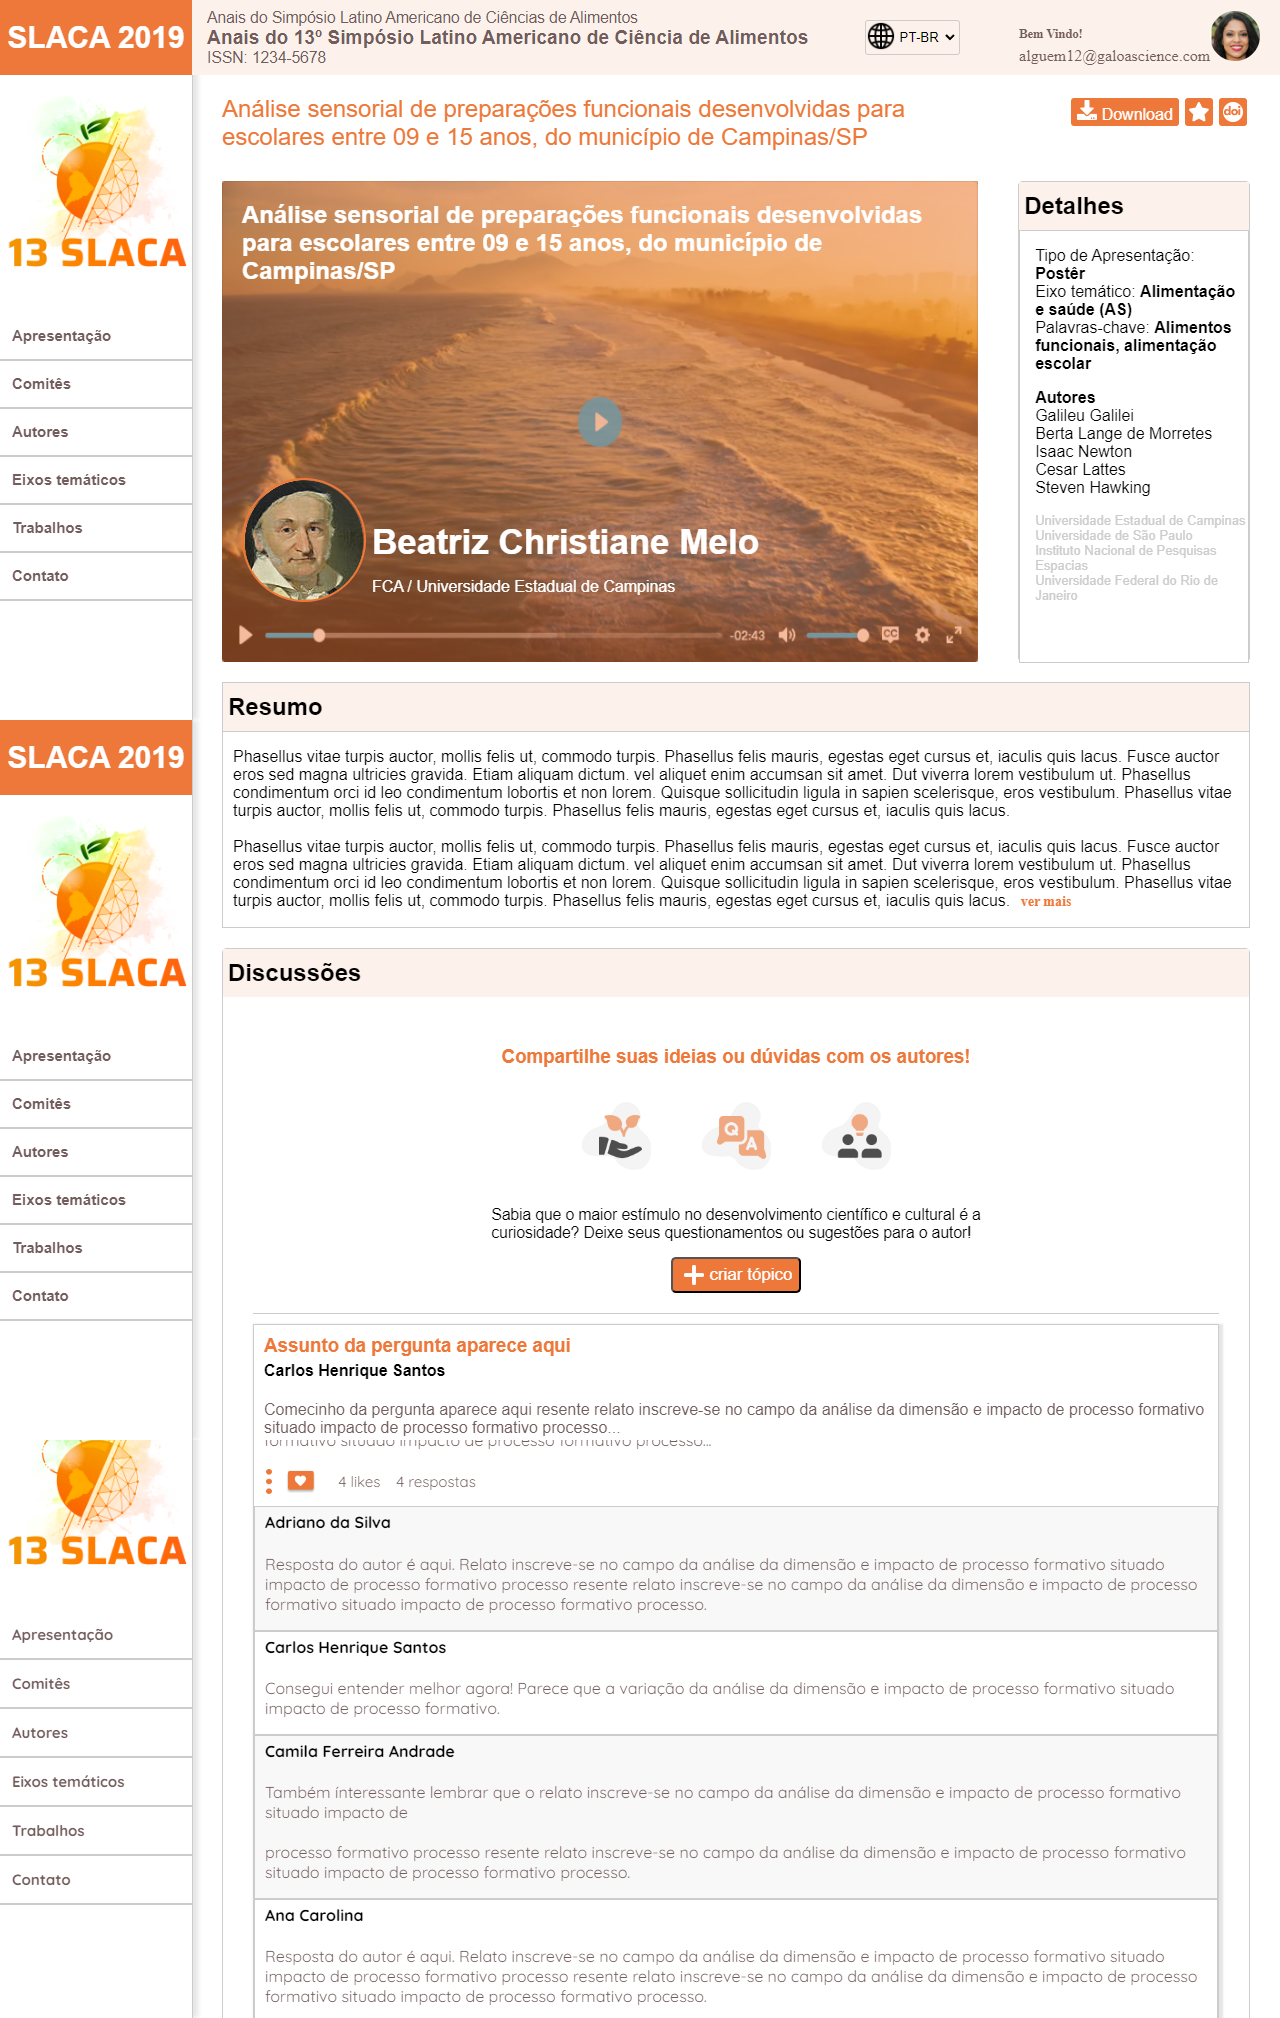 SLACA 2019
Anais do Simpósio Latino Americano de Ciências de Alimentos
Anais do 13º Simpósio Latino Americano de Ciência de Alimentos
ISSN: 1234-5678
PT-BR
Bem Vindo!
alguem12@galoascience.com
13 SLACA
Apresentação
Comitês
Autores
Eixos temáticos
Trabalhos
Contato
Análise sensorial de preparações funcionais desenvolvidas para
escolares entre 09 e 15 anos, do município de Campinas/SP
Download
doi
Análise sensorial de preparações funcionais desenvolvidas
para escolares entre 09 e 15 anos, do município de
Campinas/SP
Beatriz Christiane Melo
FCA / Universidade Estadual de Campinas
-02:43
CC
Detalhes
Tipo de Apresentação:
Postêr
Eixo temático: Alimentação
e saúde (AS)
Palavras-chave: Alimentos
funcionais, alimentação
escolar
Autores
Galileu Galilei
Berta Lange de Morretes
Isaac Newton
Cesar Lattes
Steven Hawking
Universidade Estadual de Campinas
Universidade de São Paulo
Instituto Nacional de Pesquisas
Espacias
Universidade Federal do Rio de
Janeiro
Resumo
Phasellus vitae turpis auctor, mollis felis ut, commodo turpis. Phasellus felis mauris, egestas eget cursus et, iaculis quis lacus. Fusce auctor
eros sed magna ultricies gravida. Etiam aliquam dictum. vel aliquet enim accumsan sit amet. Dut viverra lorem vestibulum ut. Phasellus
condimentum orci id leo condimentum lobortis et non lorem. Quisque sollicitudin ligula in sapien scelerisque, eros vestibulum. Phasellus vitae
turpis auctor, mollis felis ut, commodo turpis. Phasellus felis mauris, egestas eget cursus et, iaculis quis lacus.
Phasellus vitae turpis auctor, mollis felis ut, commodo turpis. Phasellus felis mauris, egestas eget cursus et, iaculis quis lacus. Fusce auctor
eros sed magna ultricies gravida. Etiam aliquam dictum. vel aliquet enim accumsan sit amet. Dut viverra lorem vestibulum ut. Phasellus
condimentum orci id leo condimentum lobortis et non lorem. Quisque sollicitudin ligula in sapien scelerisque, eros vestibulum. Phasellus vitae
turpis auctor, mollis felis ut, commodo turpis. Phasellus felis mauris, egestas eget cursus et, iaculis quis lacus. ver mais
SLACA 2019
13 SLACA
Apresentação
Comitês
Autores
Eixos temáticos
Trabalhos
Contato
Discussões
Compartilhe suas ideias ou dúvidas com os autores!
Q
A
Sabia que o maior estímulo no desenvolvimento científico e cultural é a
curiosidade? Deixe seus questionamentos ou sugestões para o autor!
criar tópico
Assunto da pergunta aparece aqui
Carlos Henrique Santos
Comecinho da pergunta aparece aqui resente relato inscreve-se no campo da análise da dimensão e impacto de processo formativo
situado impacto de processo formativo processo...
formativo situado impacto de processo formativo processo...
4 likes 4 respostas
Adriano da Silva
Resposta do autor é aqui. Relato inscreve-se no campo da análise da dimensão e impacto de processo formativo situado
impacto de processo formativo processo resente relato inscreve-se no campo da análise da dimensão e impacto de processo
formativo situado impacto de processo formativo processo.
Carlos Henrique Santos
Consegui entender melhor agora! Parece que a variação da análise da dimensão e impacto de processo formativo situado
impacto de processo formativo.
Camila Ferreira Andrade
Também ínteressante lembrar que o relato inscreve-se no campo da análise da dimensão e impacto de processo formativo
situado impacto de
processo formativo processo resente relato inscreve-se no campo da análise da dimensão e impacto de processo formativo
situado impacto de processo formativo processo.
Ana Carolina
Resposta do autor é aqui. Relato inscreve-se no campo da análise da dimensão e impacto de processo formativo situado
impacto de processo formativo processo resente relato inscreve-se no campo da análise da dimensão e impacto de processo
formativo situado impacto de processo formativo processo.
13 SLACA
Apresentação
Comitês
Autores
Eixos temáticos
Trabalhos
Contato